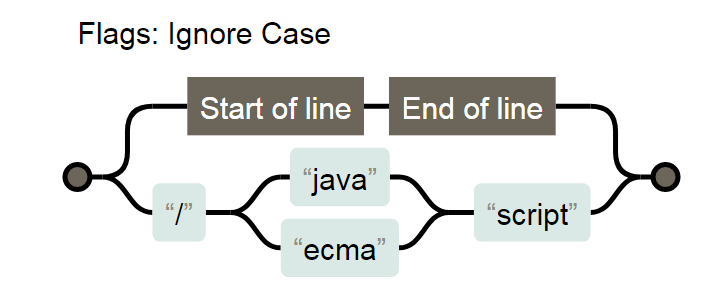 Flags: Ignore Case
Start of line End of line
“java”
“/” “script”
“ecma”